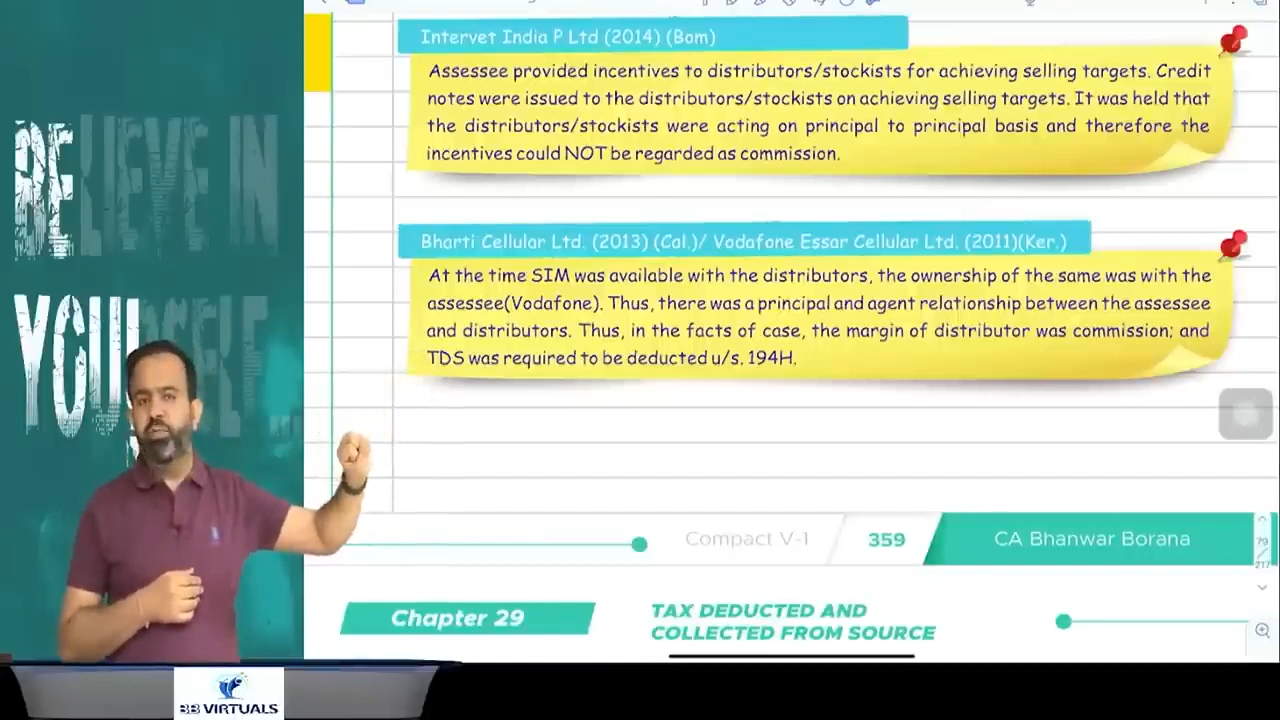 BELIEVE IN
YOURSELF
Intervet India P Ltd (2014) (Bom)
Assessee provided incentives to distributors/stockists for achieving selling targets. Credit
notes were issued to the distributors/stockists on achieving selling targets. It was held that
the distributors/stockists were acting on principal to principal basis and therefore the
incentives could NOT be regarded as commission.
Bharti Cellular Ltd. (2013) (Cal.)/ Vodafone Essar Cellular Ltd. (2011)(Ker.)
At the time SIM was available with the distributors, the ownership of the same was with the
assessee(Vodafone). Thus, there was a principal and agent relationship between the assessee
and distributors. Thus, in the facts of case, the margin of distributor was commission; and
TDS was required to be deducted u/s. 194H.
Compact V-1 359 CA Bhanwar Borana
79
217
Chapter 29
TAX DEDUCTED AND
COLLECTED FROM SOURCE
BB VIRTUALS